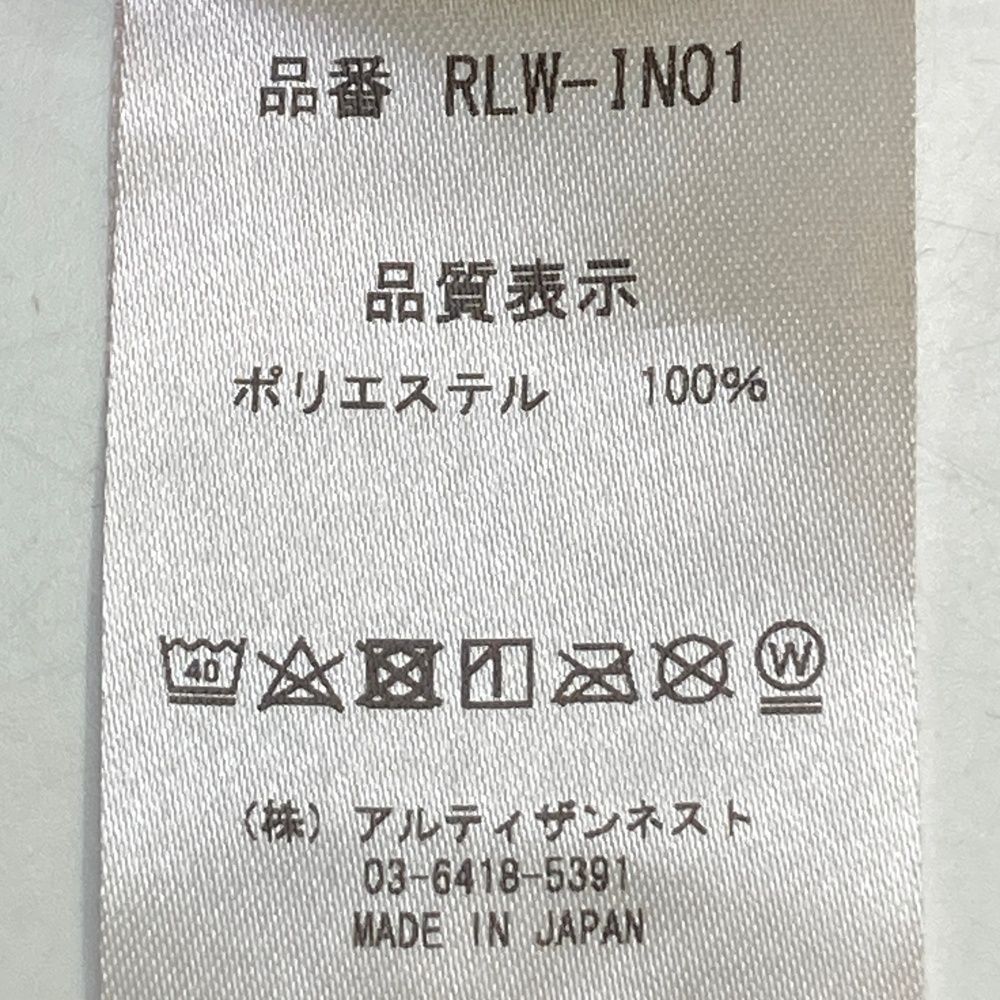 品番 RLW-IN01
品質表示
ポリエステル 100%
40 W
(株) アルティザンネスト
03-6418-5391
MADE IN JAPAN